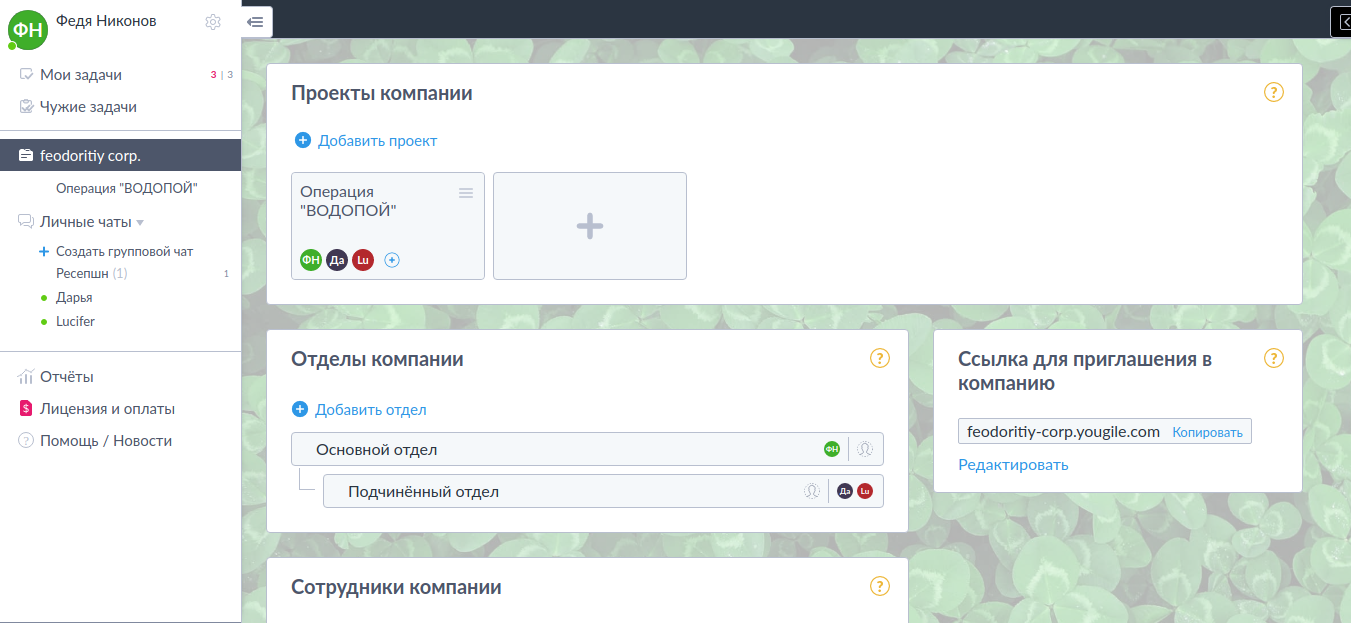 ФН
Федя Никонов
Мои задачи
3 | 3
Чужие задачи
feodoritiy corp.
Операция "ВОДОПОЙ"
Личные чаты
Создать групповой чат
Ресепшн (1)
1
Дарья
Lucifer
Отчёты
$ Лицензия и оплаты
? Помощь / Новости
Проекты компании
?
+ Добавить проект
Операция
"ВОДОПОЙ"
ФН Да Lu +
Отделы компании
?
+ Добавить отдел
Основной отдел
ФН
Подчинённый отдел
Да Lu
Ссылка для приглашения в
компанию
?
feodoritiy-corp.yougile.com Копировать
Редактировать
Сотрудники компании
?